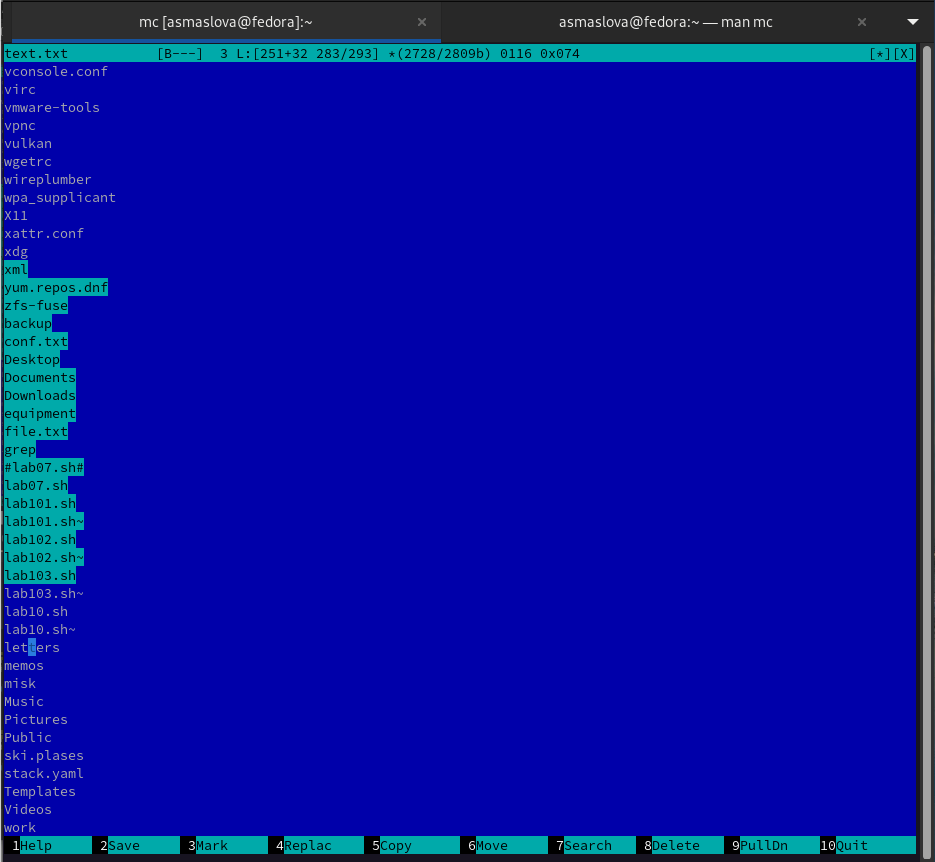 mc [asmaslova@fedora]:~ × asmaslova@fedora:~ — man mc ×
text.txt [B---] 3 L:[251+32 283/293] *(2728/2809b) 0116 0x074 [*][X]
vconsole.conf
virc
vmware-tools
vpnc
vulkan
wgetrc
wireplumber
wpa_supplicant
X11
xattr.conf
xdg
xml
yum.repos.dnf
zfs-fuse
backup
conf.txt
Desktop
Documents
Downloads
equipment
file.txt
grep
#lab07.sh#
lab07.sh
lab101.sh
lab101.sh~
lab102.sh
lab102.sh~
lab103.sh
lab103.sh~
lab10.sh
lab10.sh~
letters
memos
misk
Music
Pictures
Public
ski.plases
stack.yaml
Templates
Videos
work
1Help 2Save 3Mark 4Replac 5Copy 6Move 7Search 8Delete 9PullDn 10Quit